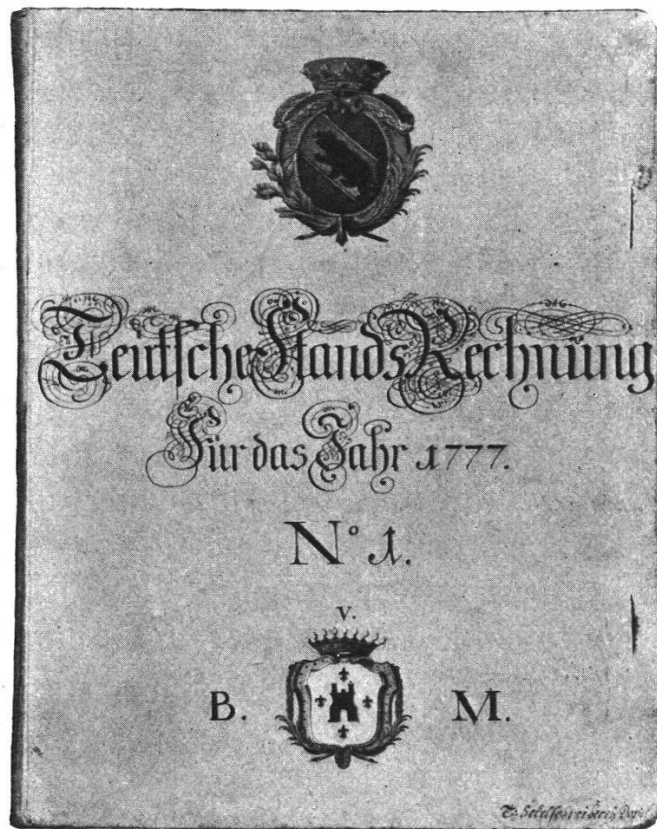 Teutsche Stands Rechnung
Für das Jahr 1777.
N° 1.
v.
B. M.